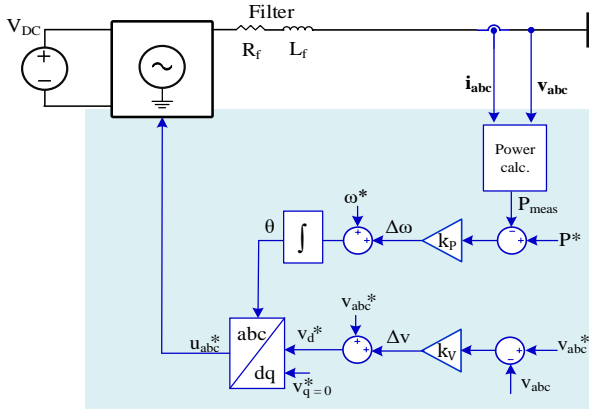 Filter
V_DC
R_f
L_f
i_abc
v_abc
Power
calc.
P_meas
ω*
θ
∫
Δω
k_P
P*
v_abc*
u_abc*
abc
dq
v_d*
Δv
k_V
v_abc*
v*_q=0
v_abc